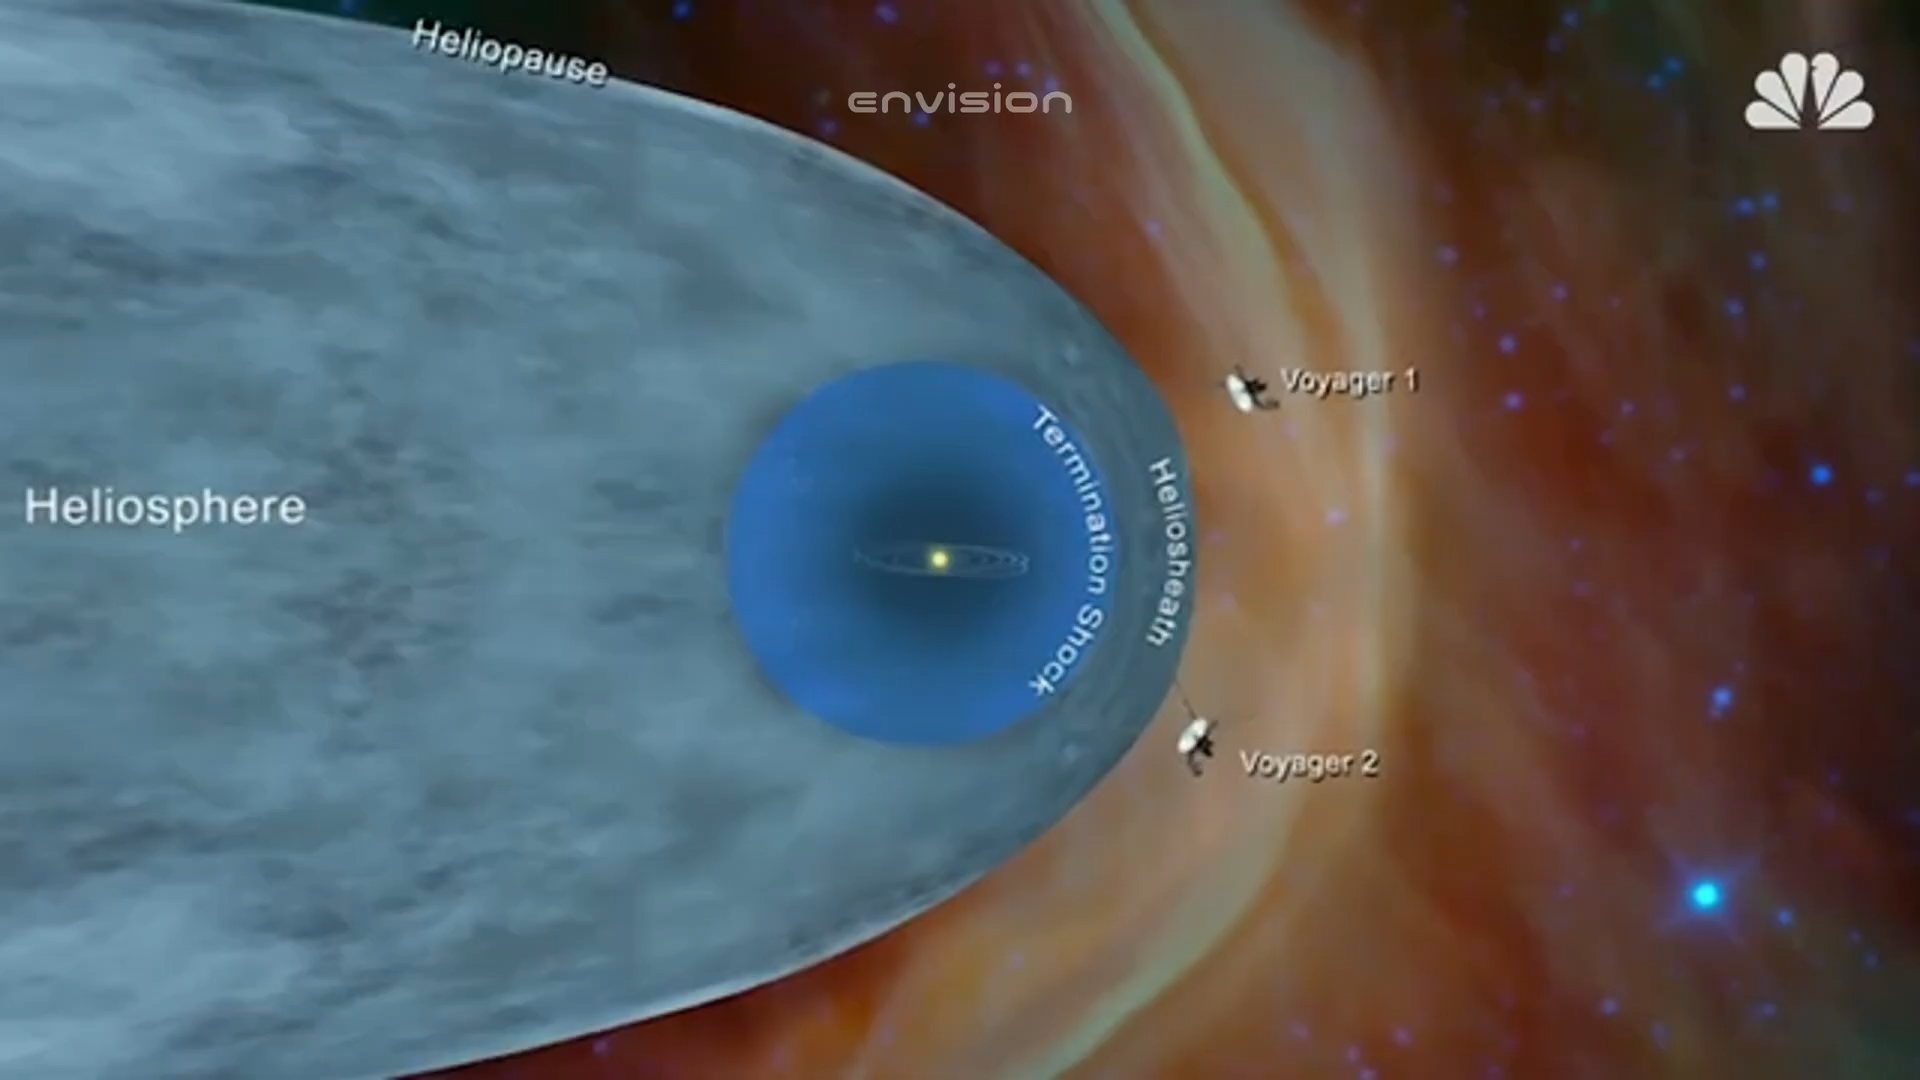 Heliopause
envision
Voyager 1
Termination Shock
Heliosheath
Heliosphere
Voyager 2